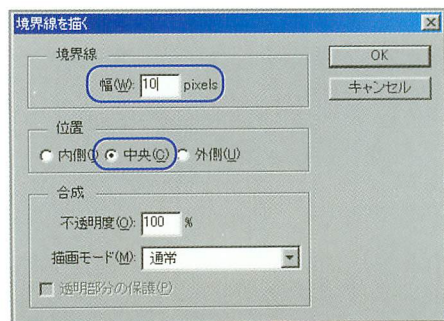 境界線を描く
境界線
幅(W): 10 pixels
OK
キャンセル
位置
内側(I) 中央(C) 外側(U)
合成
不透明度(O): 100 %
描画モード(M): 通常
透明部分の保護(P)